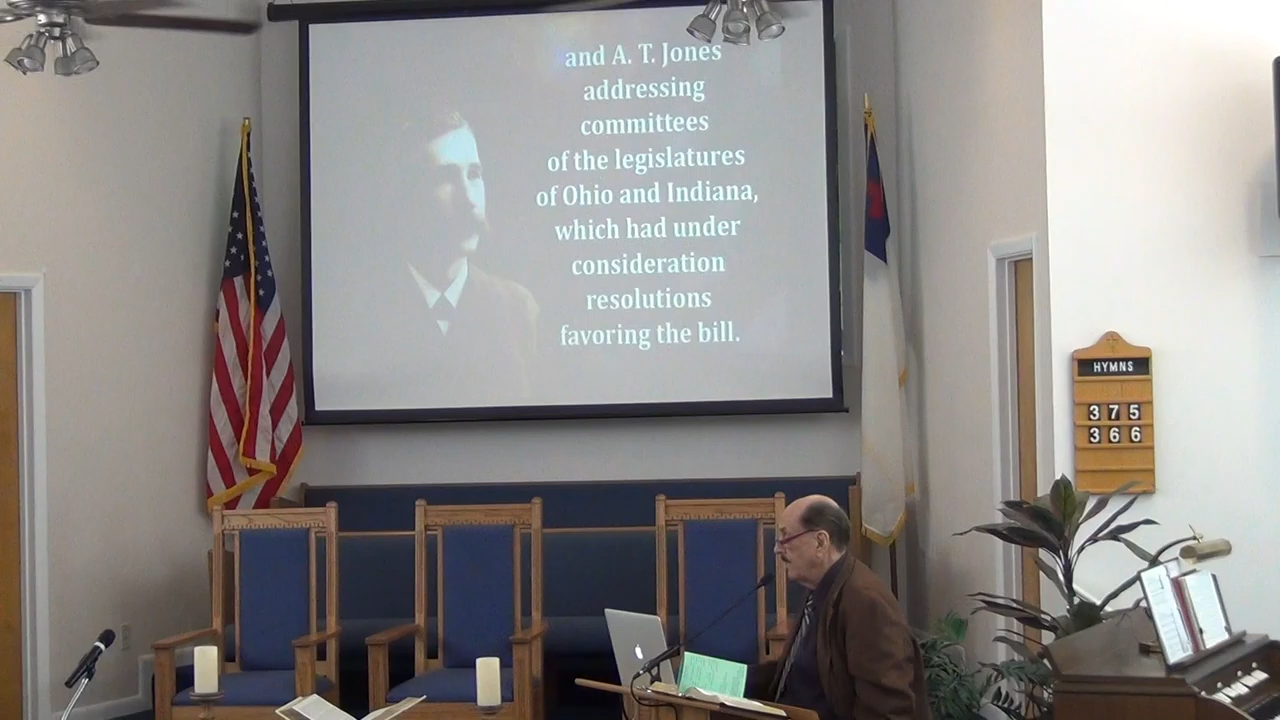 and A. T. Jones
addressing
committees
of the legislatures
of Ohio and Indiana,
which had under
consideration
resolutions
favoring the bill.
HYMNS
375
366